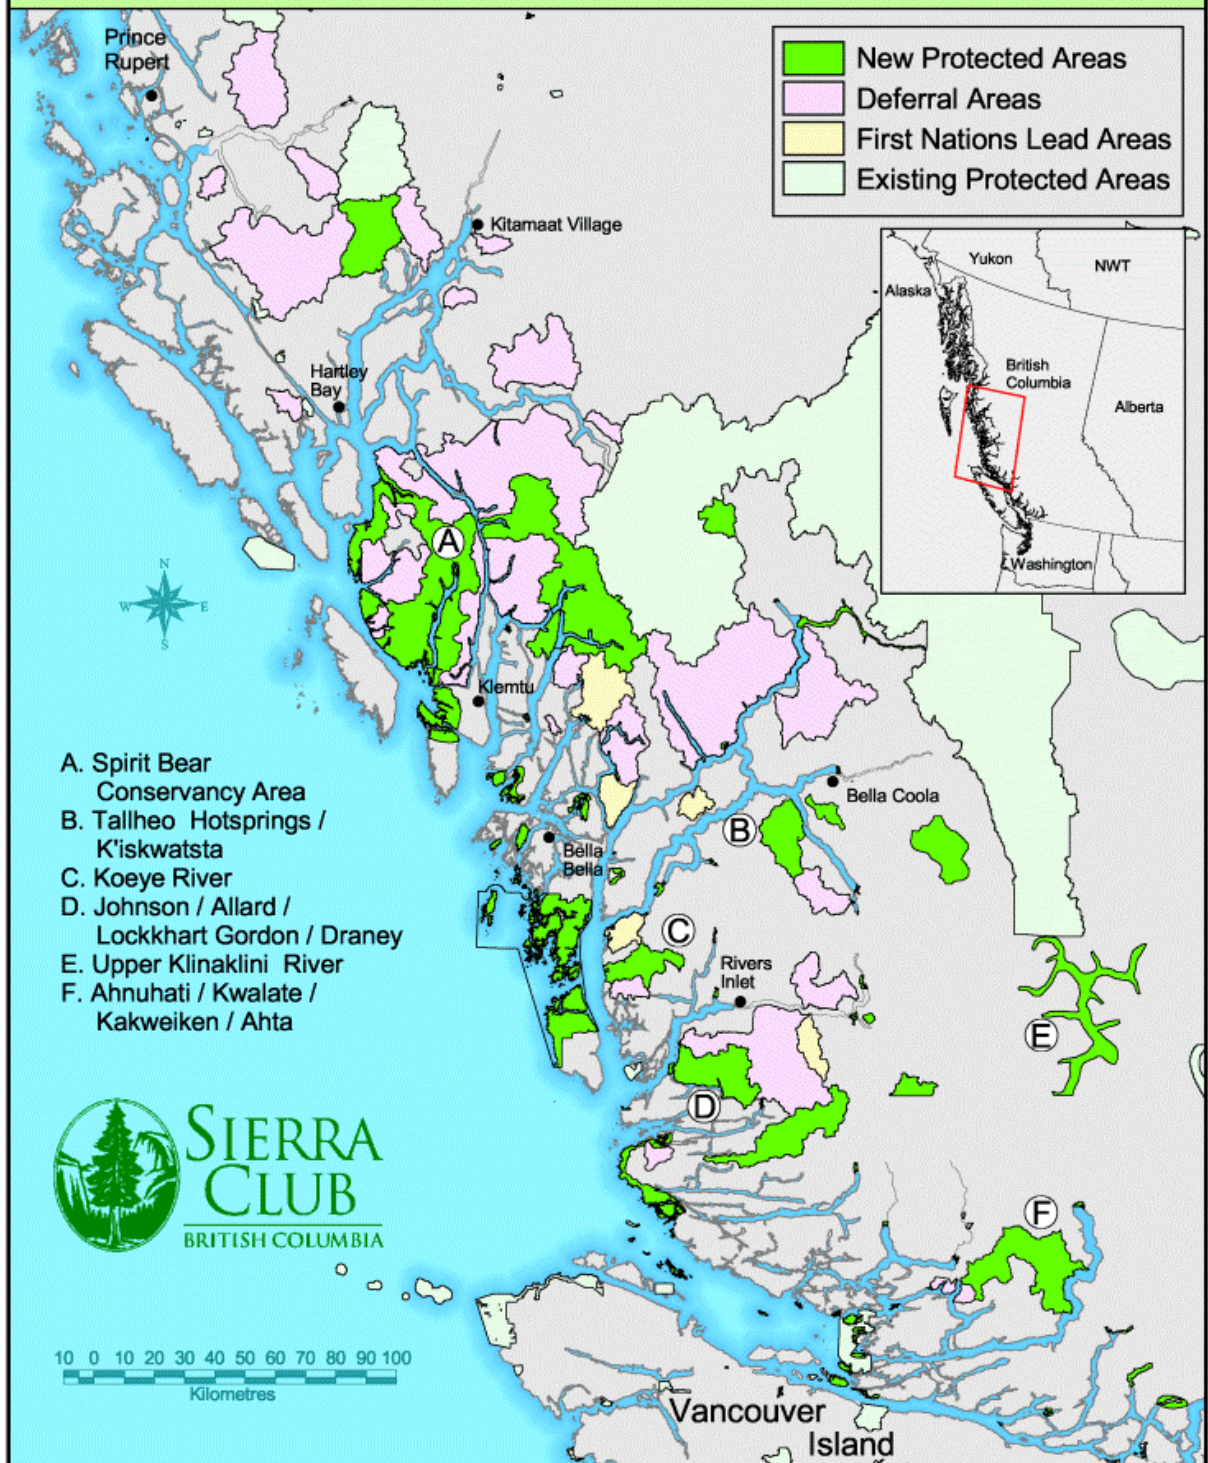 Prince
Rupert
New Protected Areas
Deferral Areas
First Nations Lead Areas
Existing Protected Areas
Kitamaat Village
Yukon
NWT
Alaska
British
Columbia
Alberta
Washington
Hartley
Bay
A
N
W
E
S
Klemtu
A. Spirit Bear
Conservancy Area
B. Tallheo Hotsprings /
K'iskwatsta
C. Koeye River
D. Johnson / Allard /
Lockkhart Gordon / Draney
E. Upper Klinaklini River
F. Ahnuhati / Kwalate /
Kakweiken / Ahta
Bella Coola
B
Bella
Bella
C
Rivers
Inlet
E
D
F
SIERRA
CLUB
BRITISH COLUMBIA
10 0 10 20 30 40 50 60 70 80 90 100
Kilometres
Vancouver
Island